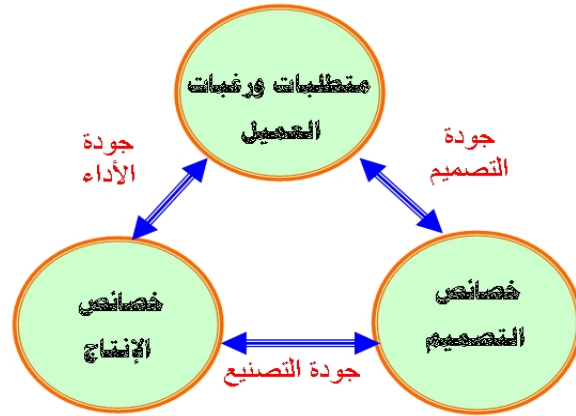 متطلبات ورغبات
العميل
جودة
التصميم
جودة
الأداء
خصائص
التصميم
خصائص
الإنتاج
جودة التصنيع